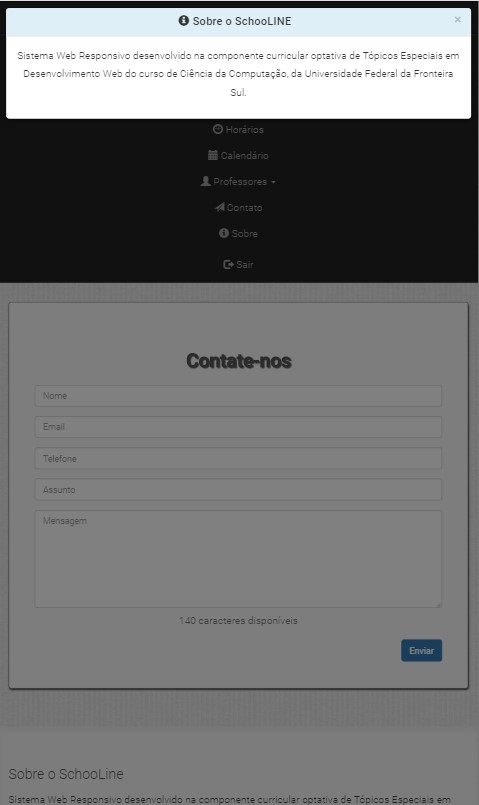 Sobre o SchooLINE
×
Sistema Web Responsivo desenvolvido na componente curricular optativa de Tópicos Especiais em
Desenvolvimento Web do curso de Ciência da Computação, da Universidade Federal da Fronteira
Sul.
Horários
Calendário
Professores
Contato
Sobre
Sair
Contate-nos
Nome
Email
Telefone
Assunto
Mensagem
140 caracteres disponíveis
Enviar
Sobre o SchooLine
Sistema Web Responsivo desenvolvido na componente curricular optativa de Tópicos Especiais em